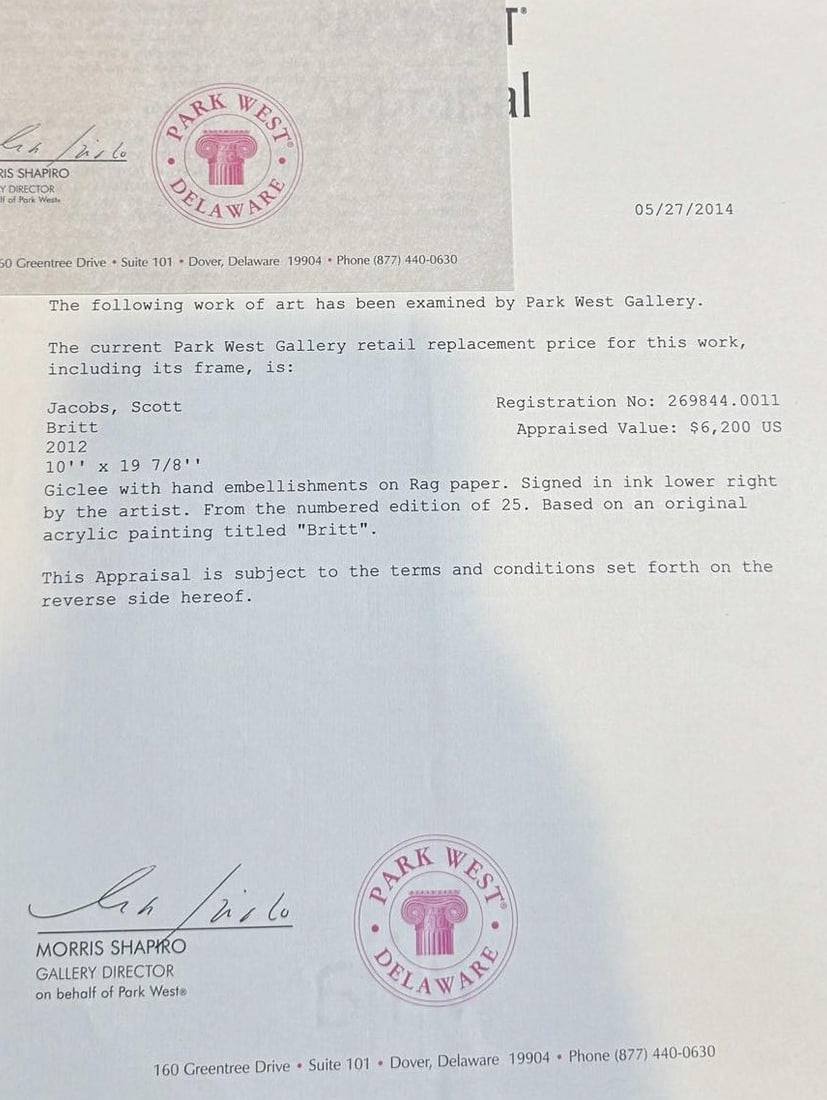 T®
al
PARK WEST®
DELAWARE
RIS SHAPIRO
Y DIRECTOR
lf of Park West®
60 Greentree Drive • Suite 101 • Dover, Delaware 19904 • Phone (877) 440-0630
05/27/2014
The following work of art has been examined by Park West Gallery.
The current Park West Gallery retail replacement price for this work,
including its frame, is:
Jacobs, Scott
Registration No: 269844.0011
Britt
Appraised Value: $6,200 US
2012
10'' x 19 7/8''
Giclee with hand embellishments on Rag paper. Signed in ink lower right
by the artist. From the numbered edition of 25. Based on an original
acrylic painting titled "Britt".
This Appraisal is subject to the terms and conditions set forth on the
reverse side hereof.
PARK WEST®
DELAWARE
MORRIS SHAPIRO
GALLERY DIRECTOR
on behalf of Park West®
160 Greentree Drive • Suite 101 • Dover, Delaware 19904 • Phone (877) 440-0630